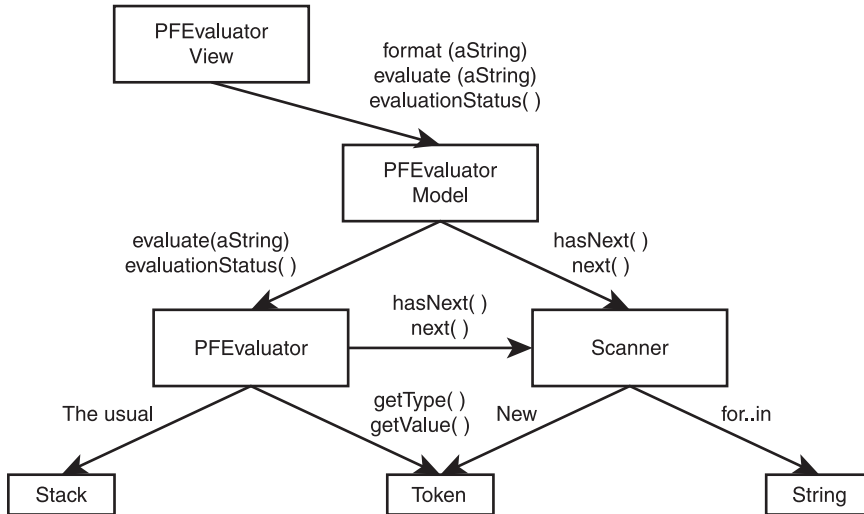 PFEvaluator
View
format (aString)
evaluate (aString)
evaluationStatus( )
PFEvaluator
Model
evaluate(aString)
evaluationStatus( )
hasNext( )
next( )
hasNext( )
next( )
PFEvaluator
Scanner
The usual
getType( )
getValue( )
New
for..in
Stack
Token
String